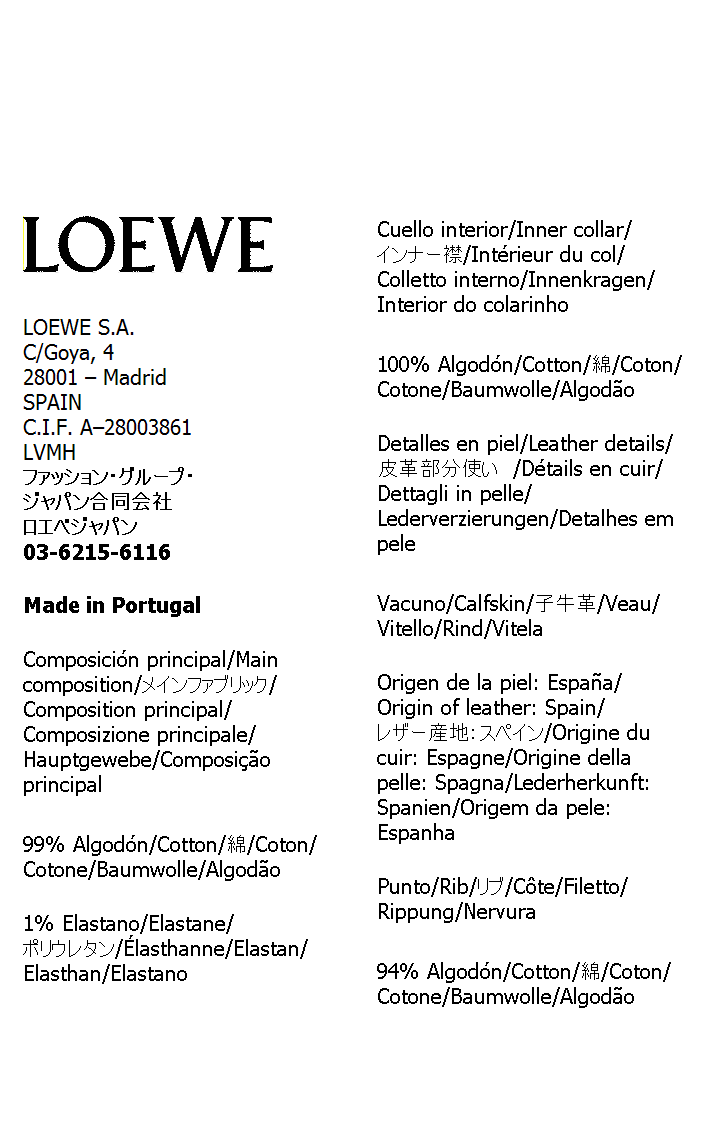 LOEWE
LOEWE S.A.
C/Goya, 4
28001 – Madrid
SPAIN
C.I.F. A–28003861
LVMH
ファッション・グループ・
ジャパン合同会社
ロエベジャパン
03-6215-6116
Made in Portugal
Composición principal/Main
composition/メインファブリック/
Composition principal/
Composizione principale/
Hauptgewebe/Composição
principal
99% Algodón/Cotton/綿/Coton/
Cotone/Baumwolle/Algodão
1% Elastano/Elastane/
ポリウレタン/Élasthanne/Elastan/
Elasthan/Elastano
Cuello interior/Inner collar/
インナー襟/Intérieur du col/
Colletto interno/Innenkragen/
Interior do colarinho
100% Algodón/Cotton/綿/Coton/
Cotone/Baumwolle/Algodão
Detalles en piel/Leather details/
皮革部分使い /Détails en cuir/
Dettagli in pelle/
Lederverzierungen/Detalhes em
pele
Vacuno/Calfskin/子牛革/Veau/
Vitello/Rind/Vitela
Origen de la piel: España/
Origin of leather: Spain/
レザー産地：スペイン/Origine du
cuir: Espagne/Origine della
pelle: Spagna/Lederherkunft:
Spanien/Origem da pele:
Espanha
Punto/Rib/リブ/Côte/Filetto/
Rippung/Nervura
94% Algodón/Cotton/綿/Coton/
Cotone/Baumwolle/Algodão